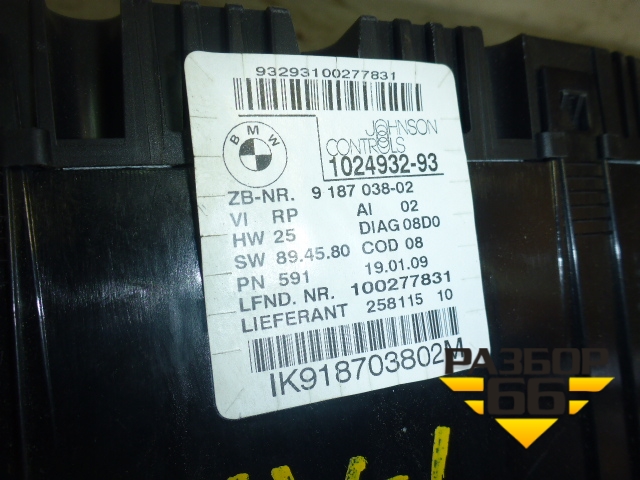 93293100277831
BMW
JOHNSON
CONTROLS
1024932-93
ZB-NR. 9 187 038-02
VI RP AI 02
HW 25 DIAG 08D0
SW 89.45.80 COD 08
PN 591 19.01.09
LFND. NR. 100277831
LIEFERANT 258115 10
IK918703802M
РАЗБОР
66